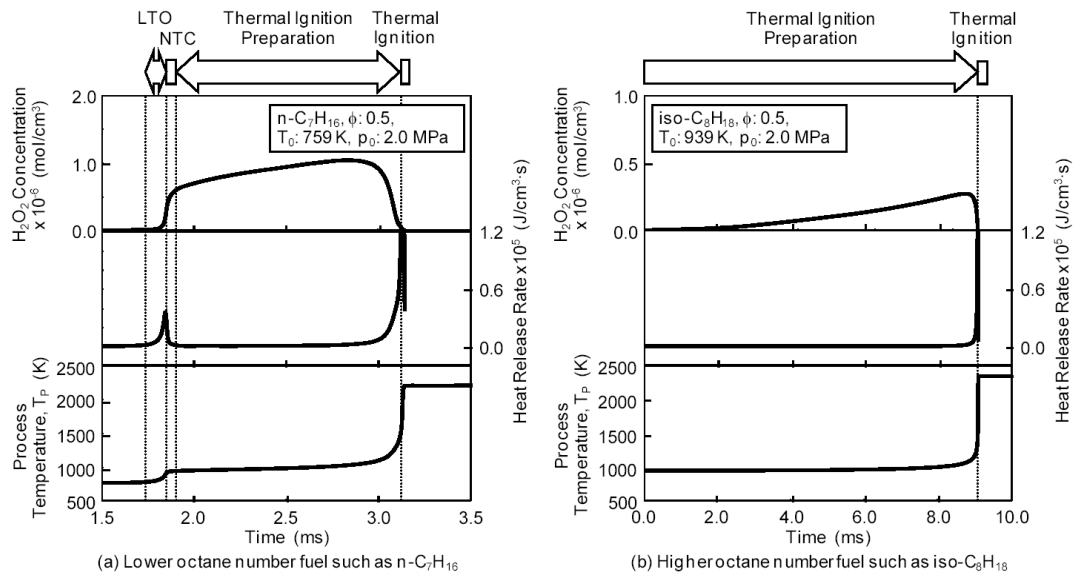 LTO
NTC
Thermal Ignition
Preparation
Thermal
Ignition
n-C₇H₁₆, ϕ: 0.5,
T₀: 759 K, p₀: 2.0 MPa
H₂O₂ Concentration
x 10⁻⁶ (mol/cm³)
2.0
1.0
0.0
1.2
0.6
0.0
Heat Release Rate x10⁵ (J/cm³·s)
Process
Temperature, T_P (K)
2500
2000
1500
1000
500
1.5
2.0
2.5
3.0
3.5
Time (ms)
(a) Lower octane number fuel such as n-C₇H₁₆
Thermal Ignition
Preparation
Thermal
Ignition
iso-C₈H₁₈, ϕ: 0.5,
T₀: 939 K, p₀: 2.0 MPa
H₂O₂ Concentration
x 10⁻⁶ (mol/cm³)
1.0
0.5
0.0
1.2
0.6
0.0
Heat Release Rate x10⁵ (J/cm³·s)
Process
Temperature, T_P (K)
2500
2000
1500
1000
500
0.0
2.0
4.0
6.0
8.0
10.0
Time (ms)
(b) Higher octane number fuel such as iso-C₈H₁₈